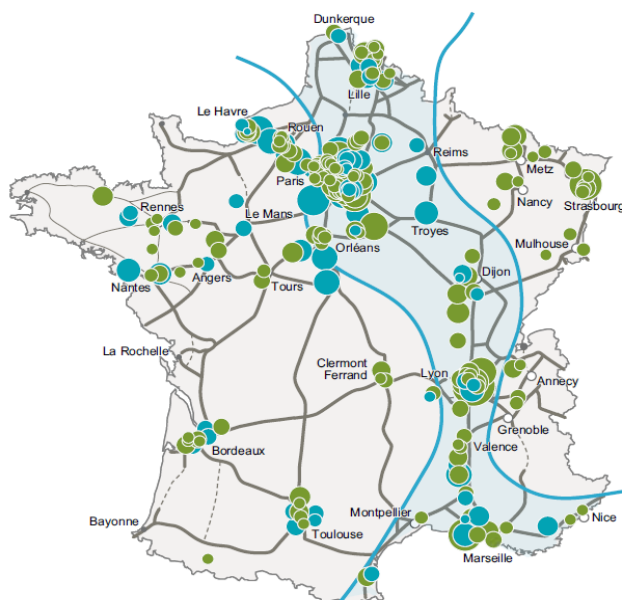 Dunkerque
Lille
Le Havre
Rouen
Reims
Paris
Metz
Nancy
Strasbourg
Rennes
Le Mans
Troyes
Orléans
Mulhouse
Dijon
Nantes
Angers
Tours
La Rochelle
Clermont
Ferrand
Lyon
Annecy
Grenoble
Valence
Bordeaux
Montpellier
Nice
Bayonne
Toulouse
Marseille